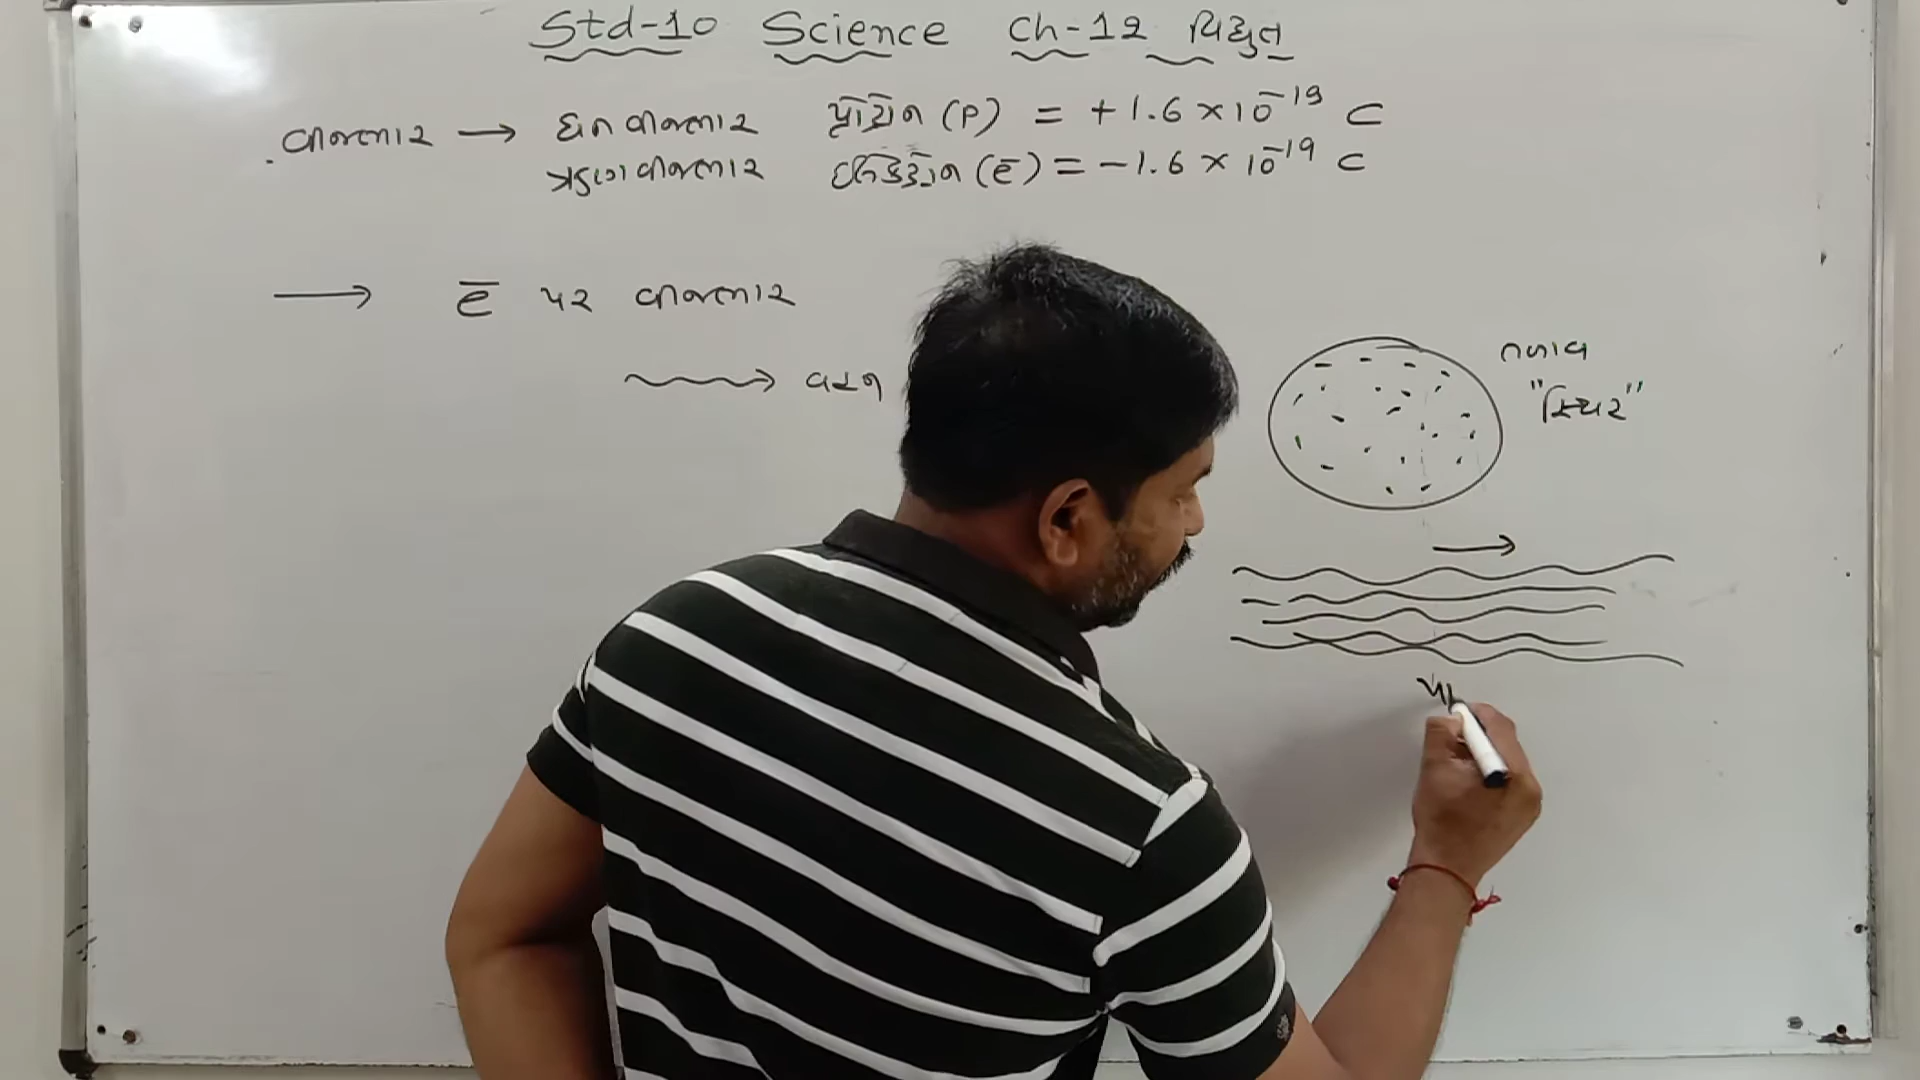 Std-10 Science Ch-12 વિદ્યુત
વીજભાર → ધન વીજભાર પ્રોટોન (P) = + 1.6 × 10⁻¹⁹ C
ઋણ વીજભાર ઈલેક્ટ્રોન (e̅) = - 1.6 × 10⁻¹⁹ C
→ e̅ પર વીજભાર
તળાવ
"સ્થિર"
વહન
પા